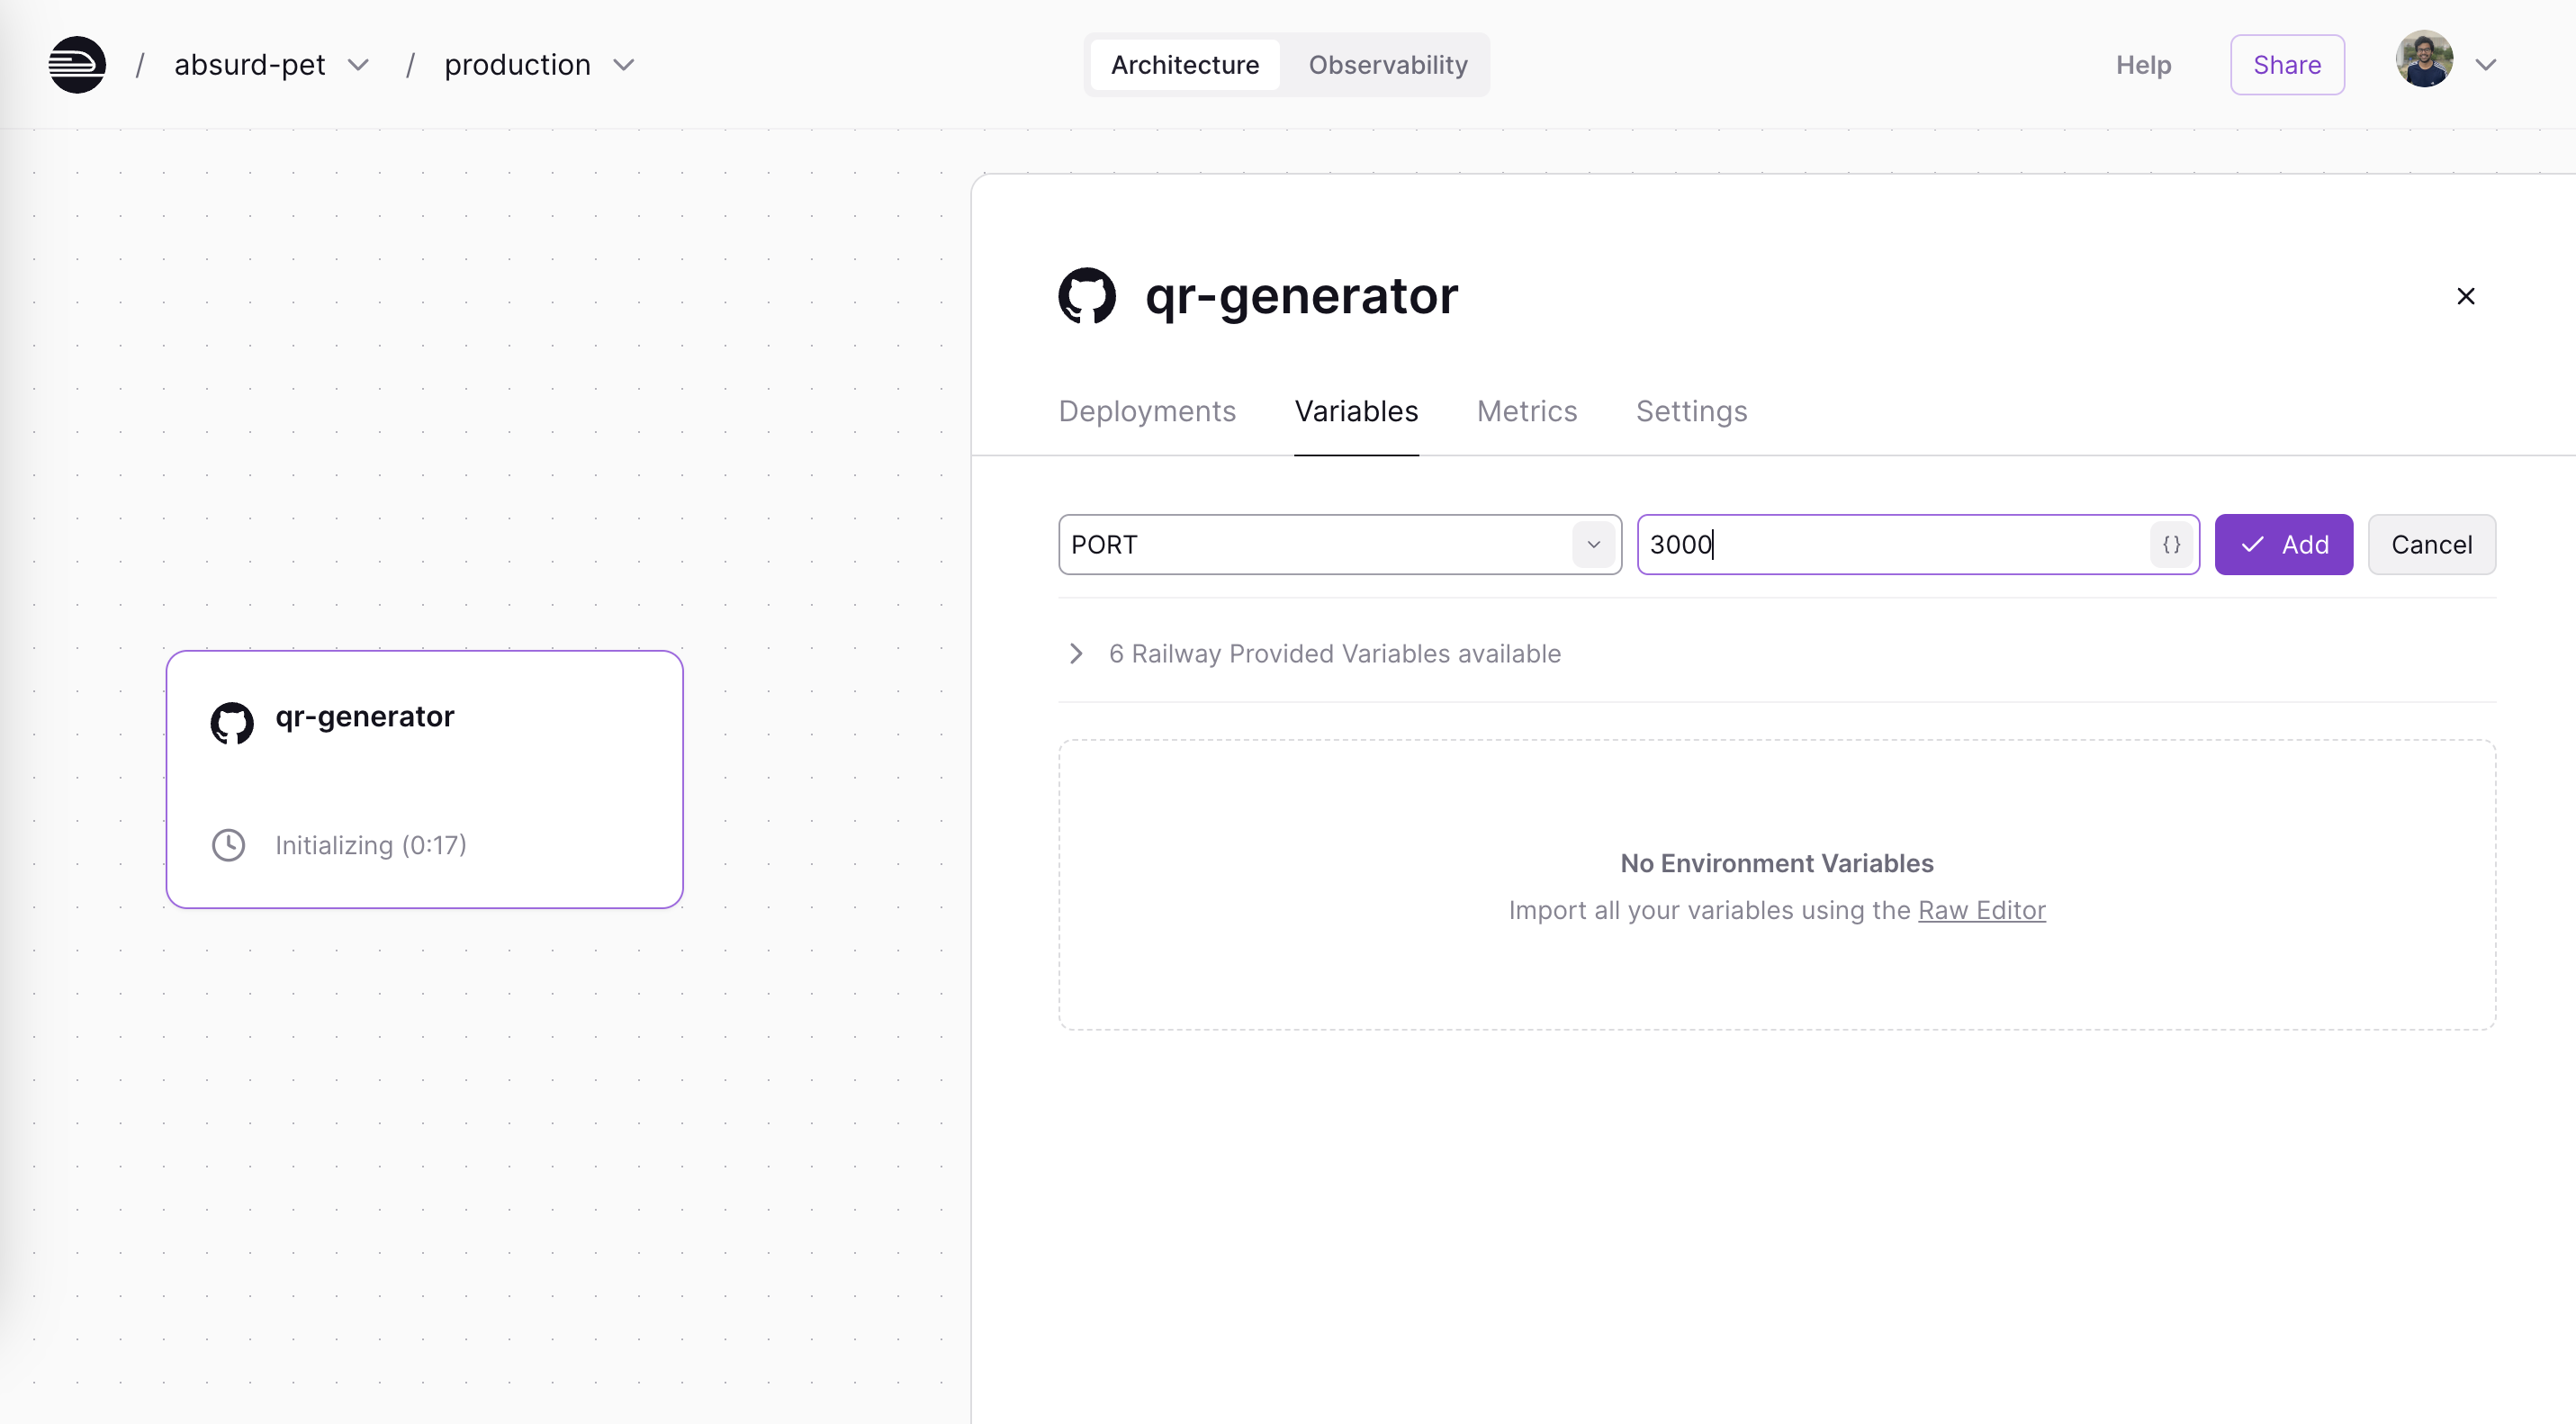 / absurd-pet / production
Architecture Observability
Help Share
qr-generator
Deployments Variables Metrics Settings
PORT 3000 {} Add Cancel
6 Railway Provided Variables available
No Environment Variables
Import all your variables using the Raw Editor
qr-generator
Initializing (0:17)